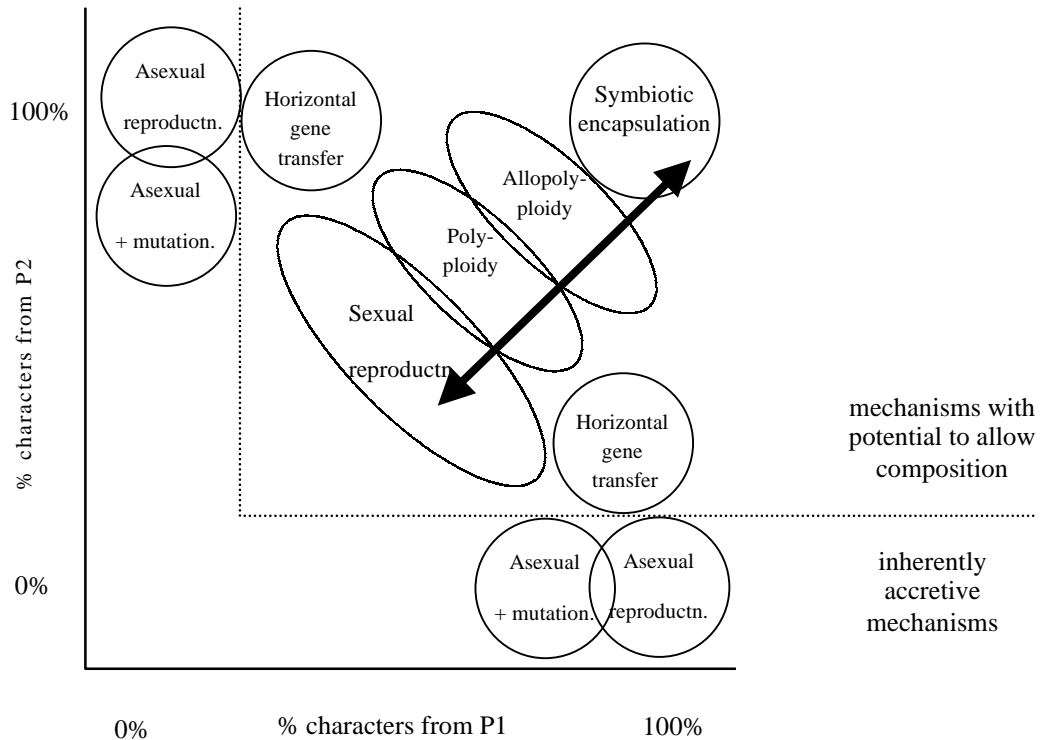 100%
% characters from P2
0%
Asexual
reproductn.
Asexual
+ mutation.
Horizontal
gene
transfer
Symbiotic
encapsulation
Allopoly-
ploidy
Poly-
ploidy
Sexual
reproductn
Horizontal
gene
transfer
mechanisms with
potential to allow
composition
Asexual
+ mutation.
Asexual
reproductn.
inherently
accretive
mechanisms
0%
% characters from P1
100%